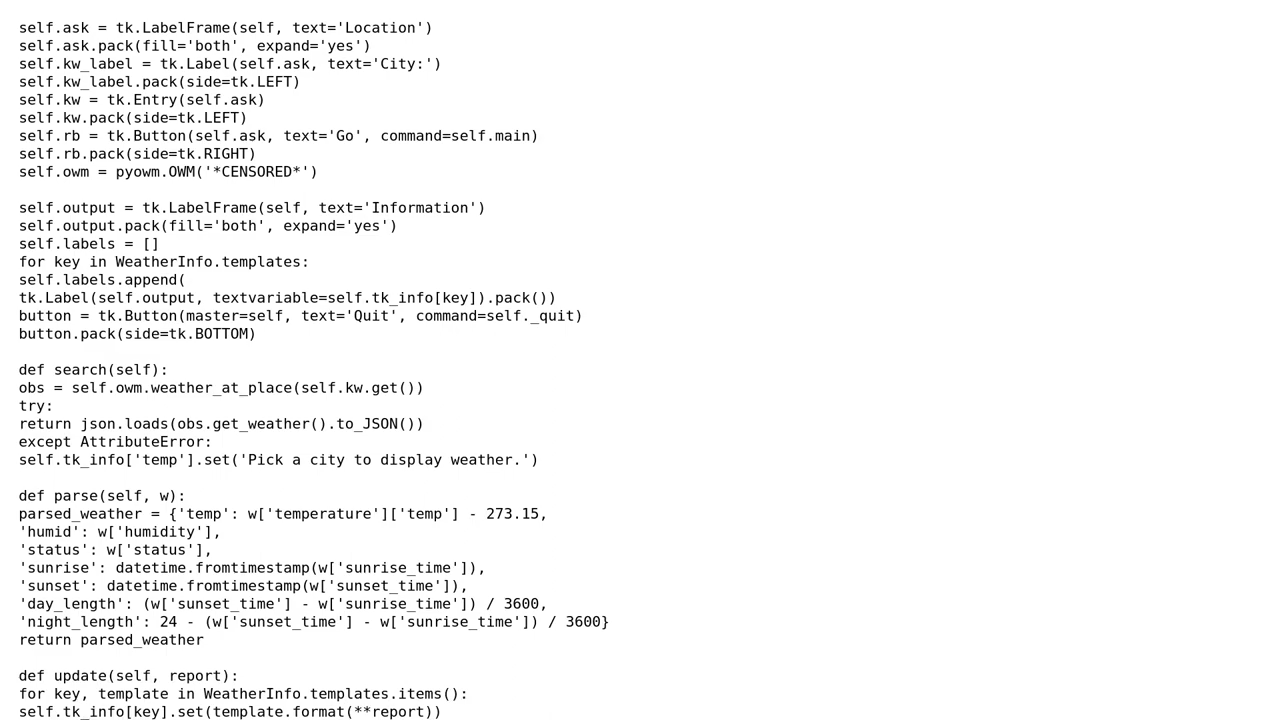 self.ask = tk.LabelFrame(self, text='Location')
self.ask.pack(fill='both', expand='yes')
self.kw_label = tk.Label(self.ask, text='City:')
self.kw_label.pack(side=tk.LEFT)
self.kw = tk.Entry(self.ask)
self.kw.pack(side=tk.LEFT)
self.rb = tk.Button(self.ask, text='Go', command=self.main)
self.rb.pack(side=tk.RIGHT)
self.owm = pyowm.OWM('*CENSORED*')

self.output = tk.LabelFrame(self, text='Information')
self.output.pack(fill='both', expand='yes')
self.labels = []
for key in WeatherInfo.templates:
self.labels.append(
tk.Label(self.output, textvariable=self.tk_info[key]).pack())
button = tk.Button(master=self, text='Quit', command=self._quit)
button.pack(side=tk.BOTTOM)

def search(self):
obs = self.owm.weather_at_place(self.kw.get())
try:
return json.loads(obs.get_weather().to_JSON())
except AttributeError:
self.tk_info['temp'].set('Pick a city to display weather.')

def parse(self, w):
parsed_weather = {'temp': w['temperature']['temp'] - 273.15,
'humid': w['humidity'],
'status': w['status'],
'sunrise': datetime.fromtimestamp(w['sunrise_time']),
'sunset': datetime.fromtimestamp(w['sunset_time']),
'day_length': (w['sunset_time'] - w['sunrise_time']) / 3600,
'night_length': 24 - (w['sunset_time'] - w['sunrise_time']) / 3600}
return parsed_weather

def update(self, report):
for key, template in WeatherInfo.templates.items():
self.tk_info[key].set(template.format(**report))